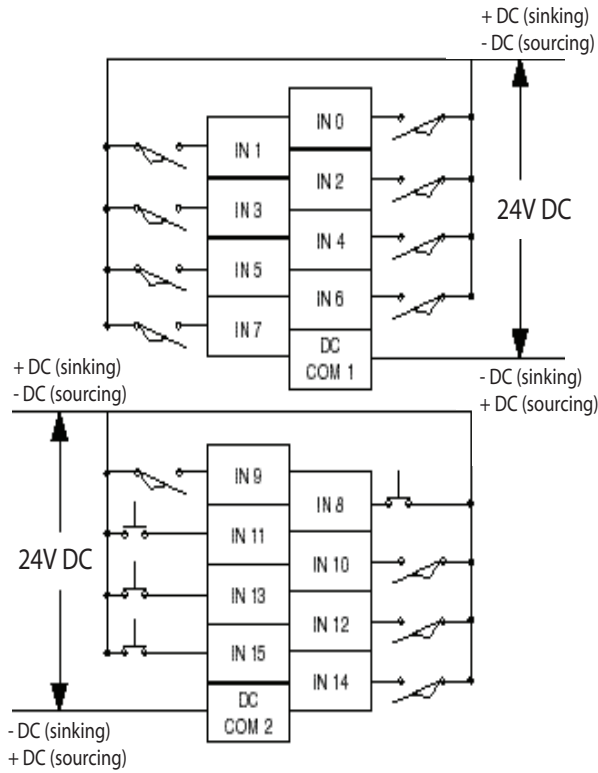 + DC (sinking)
- DC (sourcing)
IN 0
IN 1
IN 2
IN 3
24V DC
IN 4
IN 5
IN 6
IN 7
DC
COM 1
+ DC (sinking)
- DC (sourcing)
- DC (sinking)
+ DC (sourcing)
IN 9
IN 8
IN 11
24V DC
IN 10
IN 13
IN 12
IN 15
IN 14
DC
COM 2
- DC (sinking)
+ DC (sourcing)